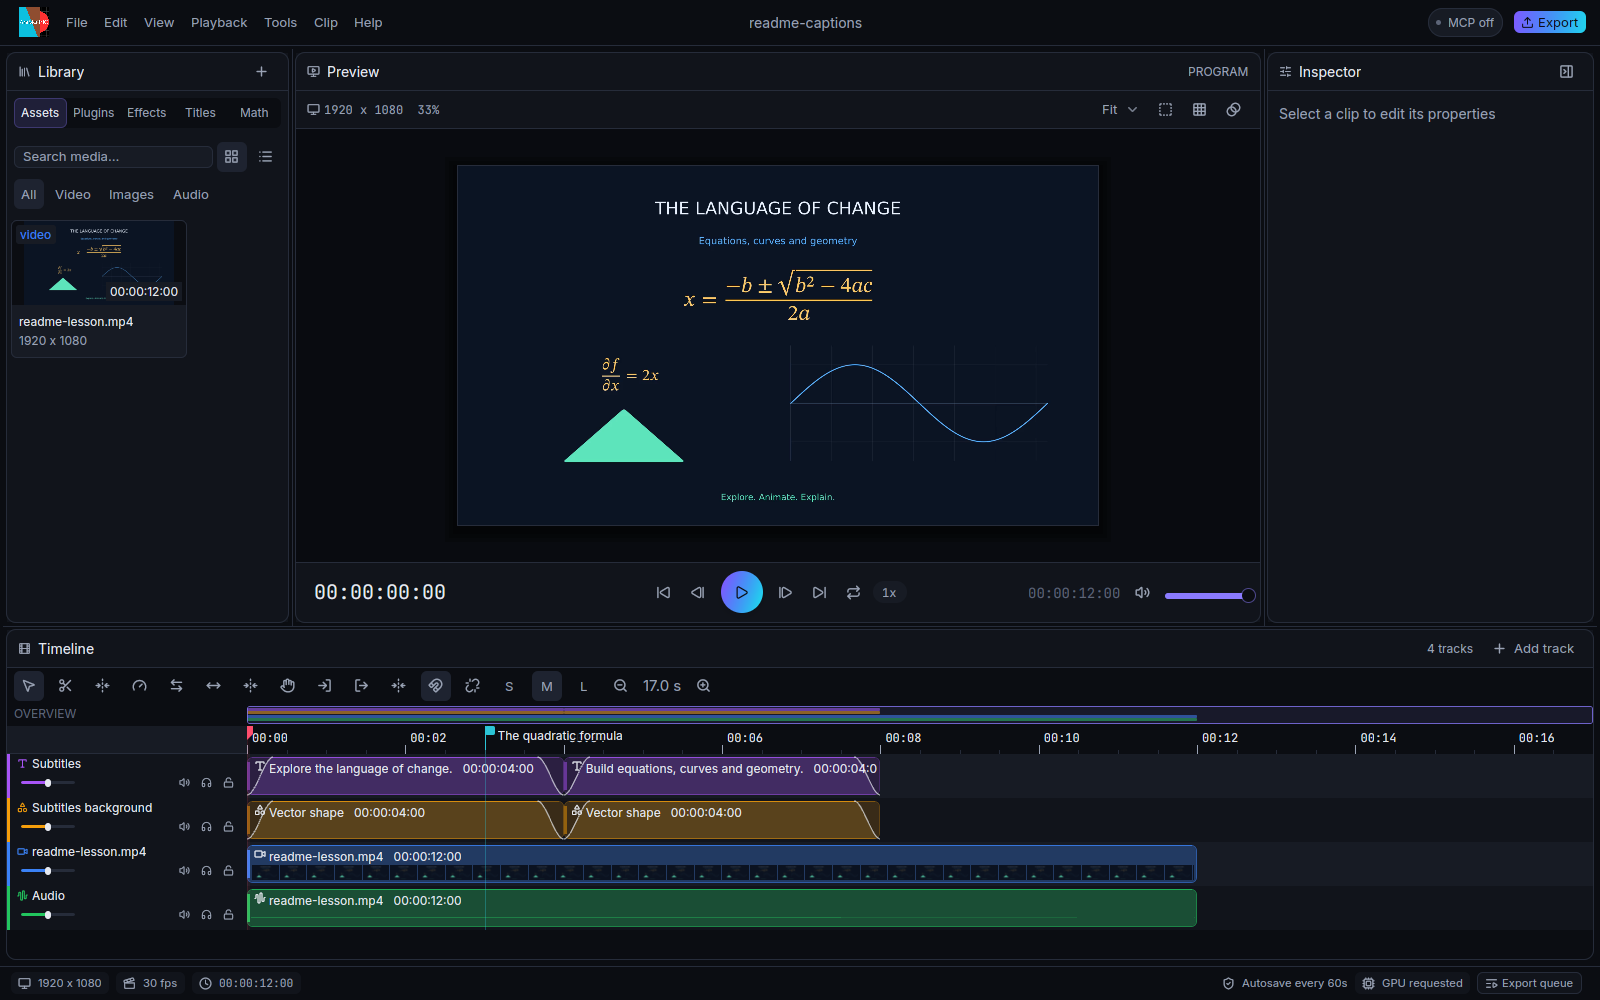 File Edit View Playback Tools Clip Help
readme-captions
MCP off
Export
Library
Assets Plugins Effects Titles Math
Search media...
All Video Images Audio
video
00:00:12:00
readme-lesson.mp4
1920 x 1080
Preview
PROGRAM
1920 x 1080 33%
Fit
THE LANGUAGE OF CHANGE
Equations, curves and geometry
x = −b ± √b² − 4ac / 2a
∂f / ∂x = 2x
Explore. Animate. Explain.
00:00:00:00
1x
00:00:12:00
Inspector
Select a clip to edit its properties
Timeline
4 tracks
Add track
S M L
17.0 s
OVERVIEW
00:00 00:02 The quadratic formula 00:06 00:08 00:10 00:12 00:14 00:16
Subtitles
Explore the language of change. 00:00:04:00
Build equations, curves and geometry. 00:00:04:0
Subtitles background
Vector shape 00:00:04:00
Vector shape 00:00:04:00
readme-lesson.mp4
readme-lesson.mp4 00:00:12:00
Audio
readme-lesson.mp4 00:00:12:00
1920 x 1080
30 fps
00:00:12:00
Autosave every 60s
GPU requested
Export queue